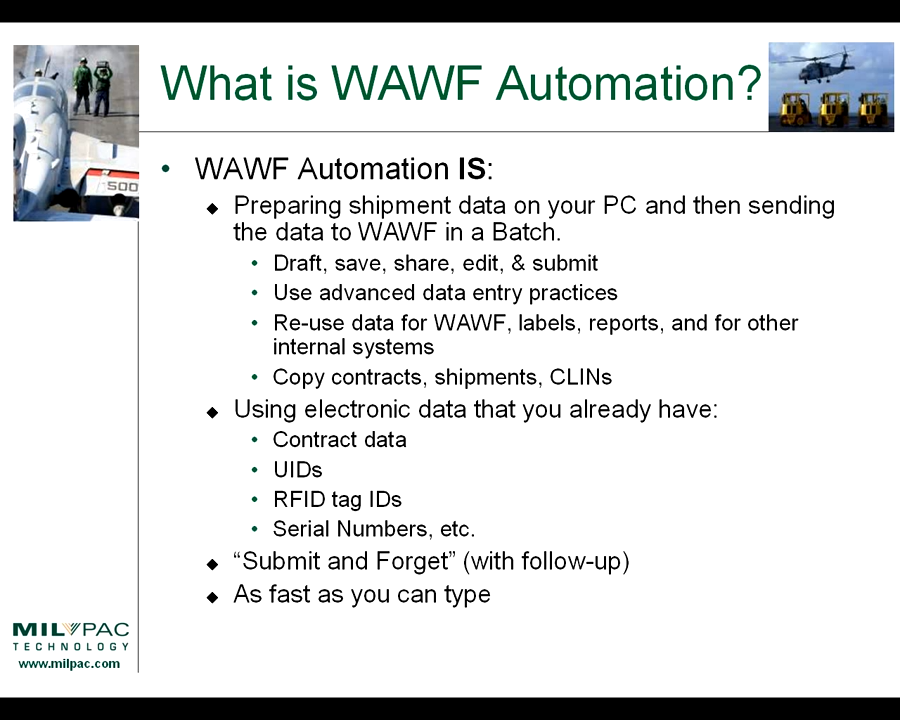 What is WAWF Automation?
500
• WAWF Automation IS:
◆ Preparing shipment data on your PC and then sending
the data to WAWF in a Batch.
• Draft, save, share, edit, & submit
• Use advanced data entry practices
• Re-use data for WAWF, labels, reports, and for other
internal systems
• Copy contracts, shipments, CLINs
◆ Using electronic data that you already have:
• Contract data
• UIDs
• RFID tag IDs
• Serial Numbers, etc.
◆ “Submit and Forget” (with follow-up)
◆ As fast as you can type
MILPAC
TECHNOLOGY
www.milpac.com